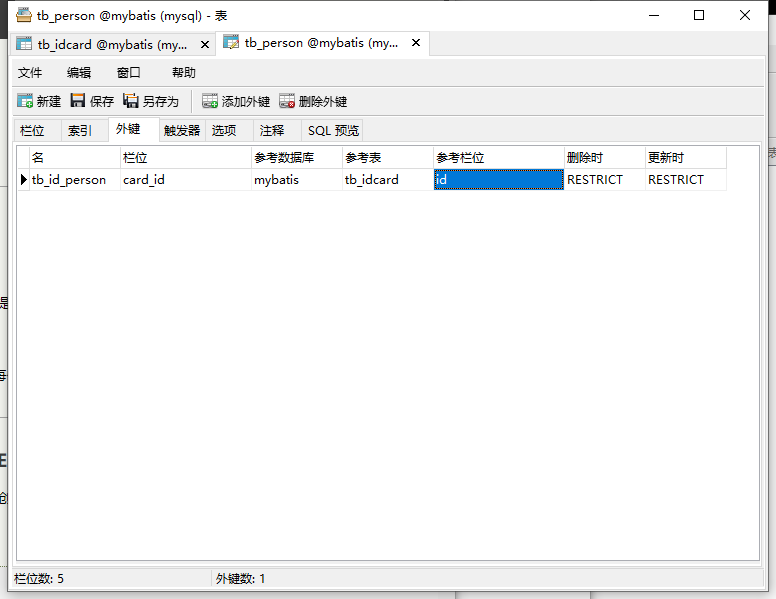 tb_person @mybatis (mysql) - 表
tb_idcard @mybatis (my... tb_person @mybatis (my...
文件 编辑 窗口 帮助
新建 保存 另存为 添加外键 删除外键
栏位 索引 外键 触发器 选项 注释 SQL 预览
名 栏位 参考数据库 参考表 参考栏位 删除时 更新时
tb_id_person card_id mybatis tb_idcard id RESTRICT RESTRICT
栏位数: 5 外键数: 1